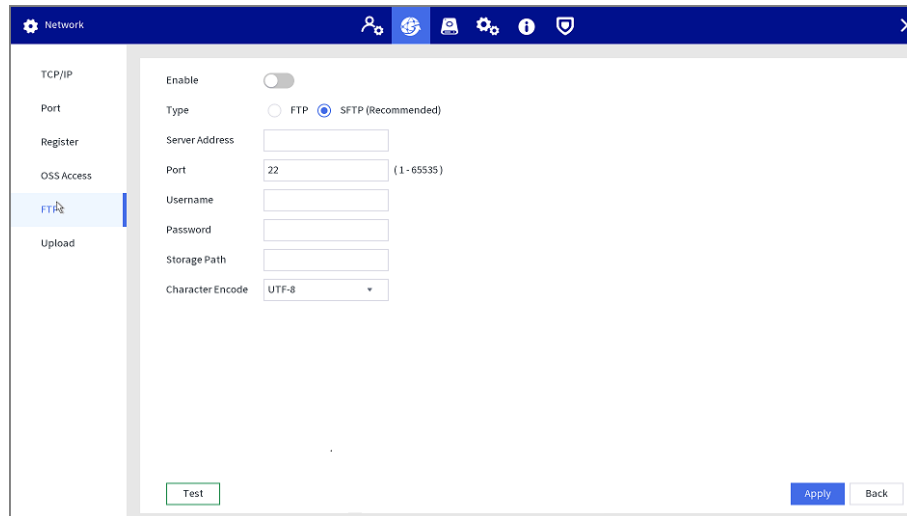 Network
TCP/IP
Port
Register
OSS Access
FTP
Upload
Enable
Type FTP SFTP (Recommended)
Server Address
Port 22 (1-65535)
Username
Password
Storage Path
Character Encode UTF-8
Test Apply Back